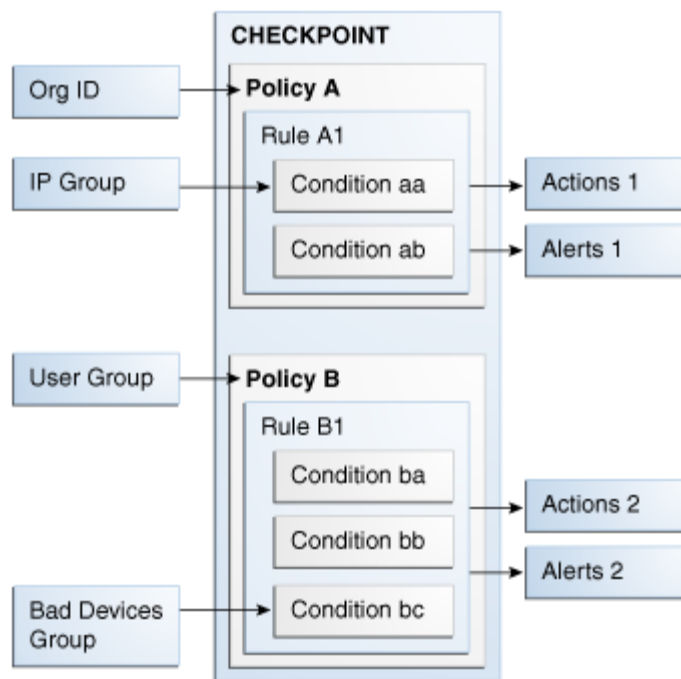 CHECKPOINT
Org ID
Policy A
Rule A1
IP Group
Condition aa
Actions 1
Condition ab
Alerts 1
User Group
Policy B
Rule B1
Condition ba
Actions 2
Condition bb
Alerts 2
Bad Devices
Group
Condition bc